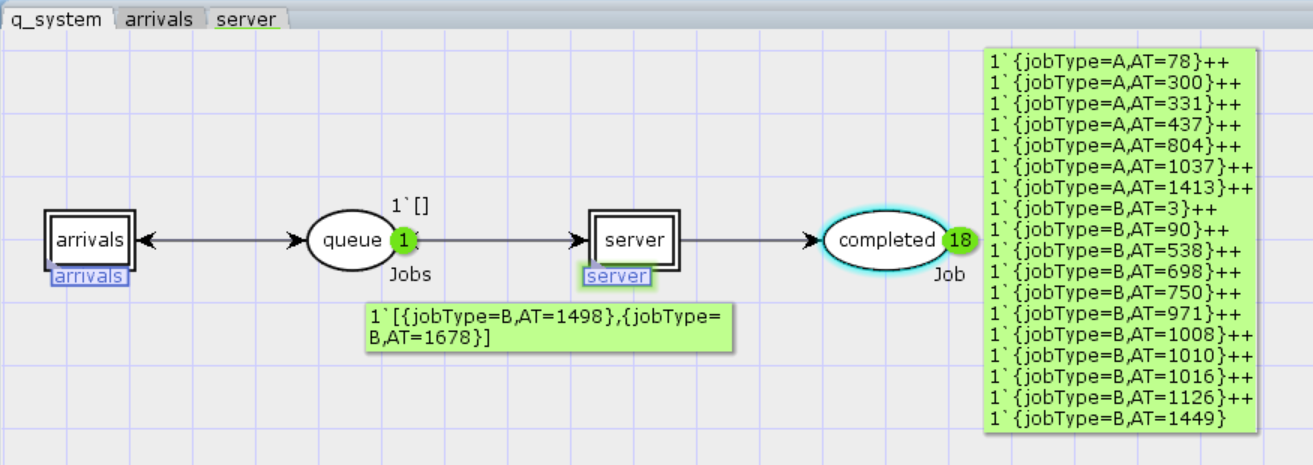 q_system arrivals server
1`{jobType=A,AT=78}++
1`{jobType=A,AT=300}++
1`{jobType=A,AT=331}++
1`{jobType=A,AT=437}++
1`{jobType=A,AT=804}++
1`{jobType=A,AT=1037}++
1`{jobType=A,AT=1413}++
1`{jobType=B,AT=3}++
1`{jobType=B,AT=90}++
1`{jobType=B,AT=538}++
1`{jobType=B,AT=698}++
1`{jobType=B,AT=750}++
1`{jobType=B,AT=971}++
1`{jobType=B,AT=1008}++
1`{jobType=B,AT=1010}++
1`{jobType=B,AT=1016}++
1`{jobType=B,AT=1126}++
1`{jobType=B,AT=1449}
1`[]
arrivals queue 1 server completed 18
arrivals Jobs server Job
1`[{jobType=B,AT=1498},{jobType=
B,AT=1678}]